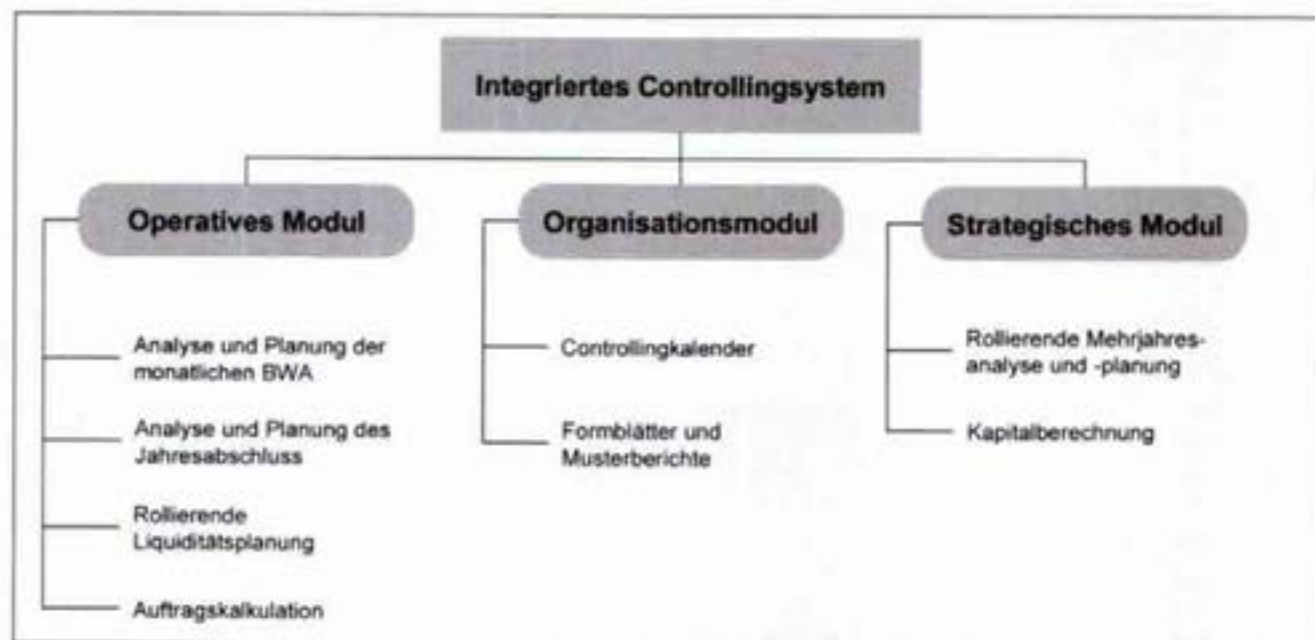 Integriertes Controllingsystem
Operatives Modul
Analyse und Planung der
monatlichen BWA
Analyse und Planung des
Jahresabschluss
Rollierende
Liquiditätsplanung
Auftragskalkulation
Organisationsmodul
Controllingkalender
Formblätter und
Musterberichte
Strategisches Modul
Rollierende Mehrjahres-
analyse und -planung
Kapitalberechnung